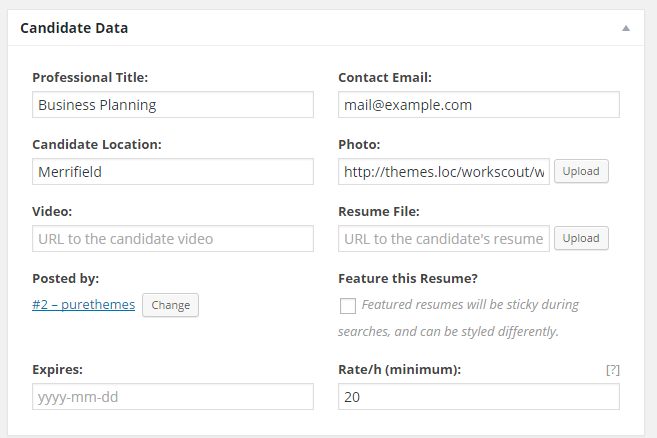 Candidate Data
Professional Title:
Business Planning
Contact Email:
mail@example.com
Candidate Location:
Merrifield
Photo:
http://themes.loc/workscout/w
Upload
Video:
URL to the candidate video
Resume File:
URL to the candidate's resume
Upload
Posted by:
#2 – purethemes
Change
Feature this Resume?
Featured resumes will be sticky during
searches, and can be styled differently.
Expires:
yyyy-mm-dd
Rate/h (minimum):
[?]
20